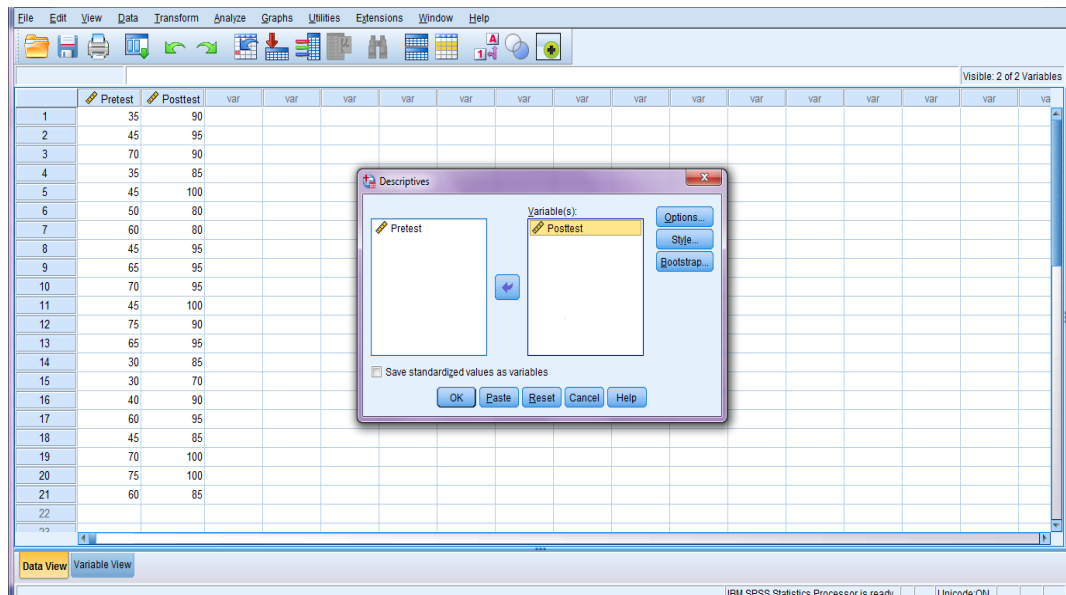 File Edit View Data Transform Analyze Graphs Utilities Extensions Window Help
A
1
Visible: 2 of 2 Variables
Pretest Posttest var var var var var var var var var var var var var va
1 35 90
2 45 95
3 70 90
4 35 85
5 45 100
6 50 80
7 60 80
8 45 95
9 65 95
10 70 95
11 45 100
12 75 90
13 65 95
14 30 85
15 30 70
16 40 90
17 60 95
18 45 85
19 70 100
20 75 100
21 60 85
22
23
Descriptives
Variable(s):
Pretest
Posttest
Options...
Style...
Bootstrap...
Save standardized values as variables
OK Paste Reset Cancel Help
Data View Variable View
IBM SPSS Statistics Processor is ready Unicode:ON